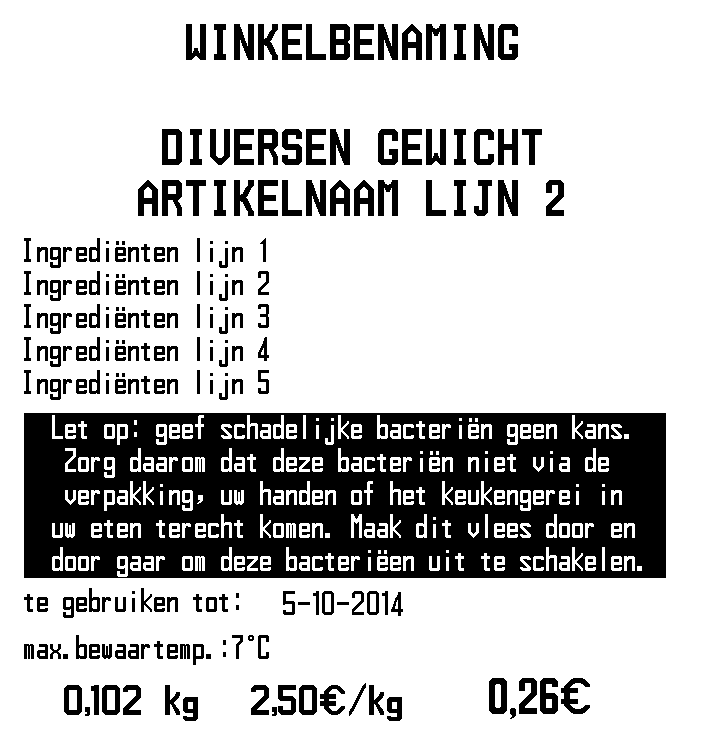 WINKELBENAMING
DIVERSEN GEWICHT
ARTIKELNAAM LIJN 2
Ingrediënten lijn 1
Ingrediënten lijn 2
Ingrediënten lijn 3
Ingrediënten lijn 4
Ingrediënten lijn 5
Let op: geef schadelijke bacteriën geen kans.
Zorg daarom dat deze bacteriën niet via de
verpakking, uw handen of het keukengerei in
uw eten terecht komen. Maak dit vlees door en
door gaar om deze bacteriëen uit te schakelen.
te gebruiken tot: 5-10-2014
max.bewaartemp.:7°C
0,102 kg 2,50€/kg 0,26€